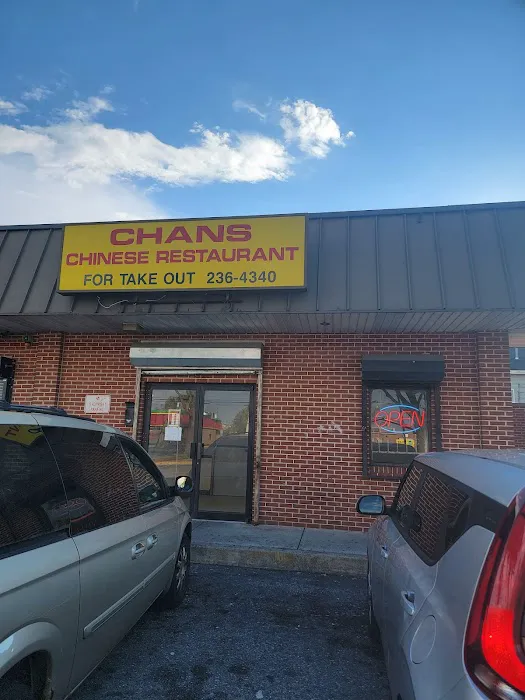 CHANS
CHINESE RESTAURANT
FOR TAKE OUT 236-4340
OPEN